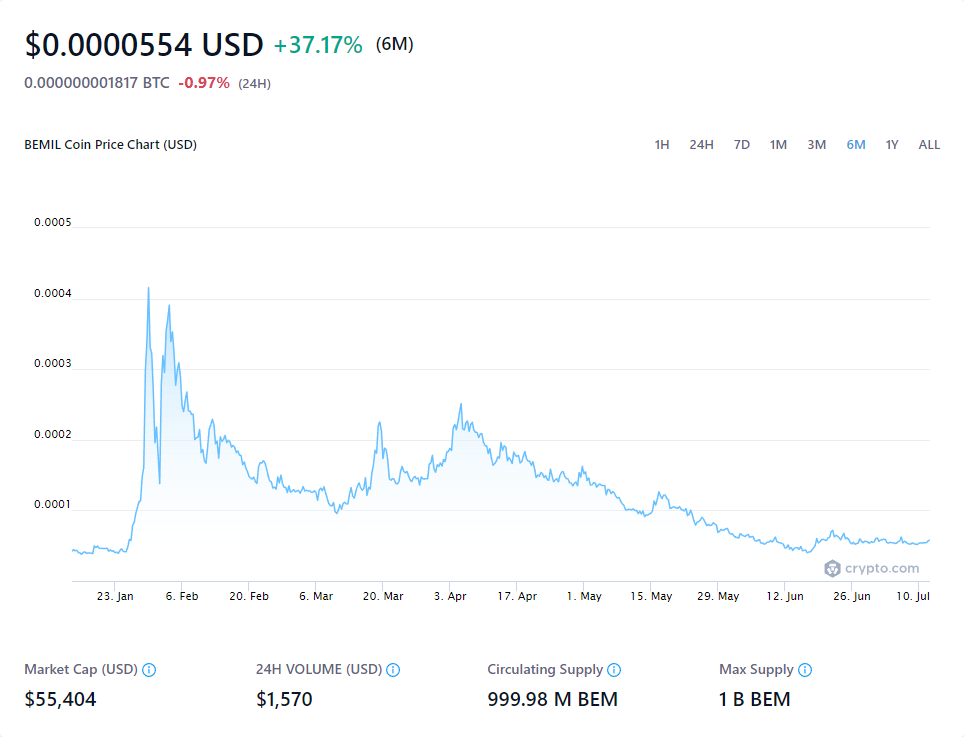 $0.0000554 USD +37.17% (6M)
0.000000001817 BTC -0.97% (24H)
BEMIL Coin Price Chart (USD) 1H 24H 7D 1M 3M 6M 1Y ALL
0.0005
0.0004
0.0003
0.0002
0.0001
crypto.com
23. Jan 6. Feb 20. Feb 6. Mar 20. Mar 3. Apr 17. Apr 1. May 15. May 29. May 12. Jun 26. Jun 10. Jul
Market Cap (USD) 24H VOLUME (USD) Circulating Supply Max Supply
$55,404 $1,570 999.98 M BEM 1 B BEM